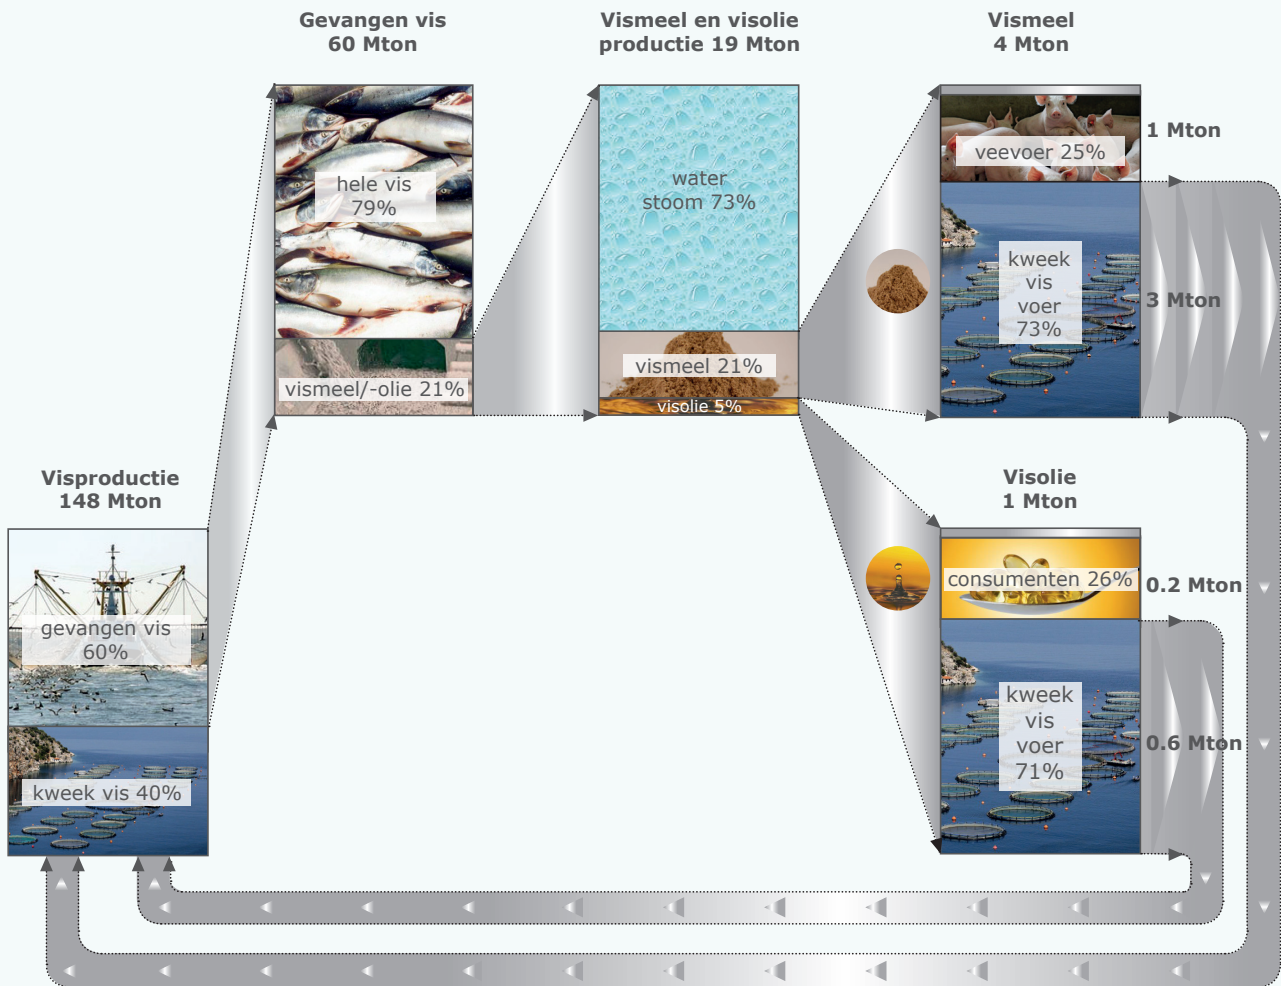 Gevangen vis
60 Mton
Vismeel en visolie
productie 19 Mton
Vismeel
4 Mton
hele vis
79%
vismeel/-olie 21%
water
stoom 73%
vismeel 21%
visolie 5%
veevoer 25%
1 Mton
kweek
vis
voer
73%
3 Mton
Visproductie
148 Mton
gevangen vis
60%
kweek vis 40%
Visolie
1 Mton
consumenten 26%
0.2 Mton
kweek
vis
voer
71%
0.6 Mton